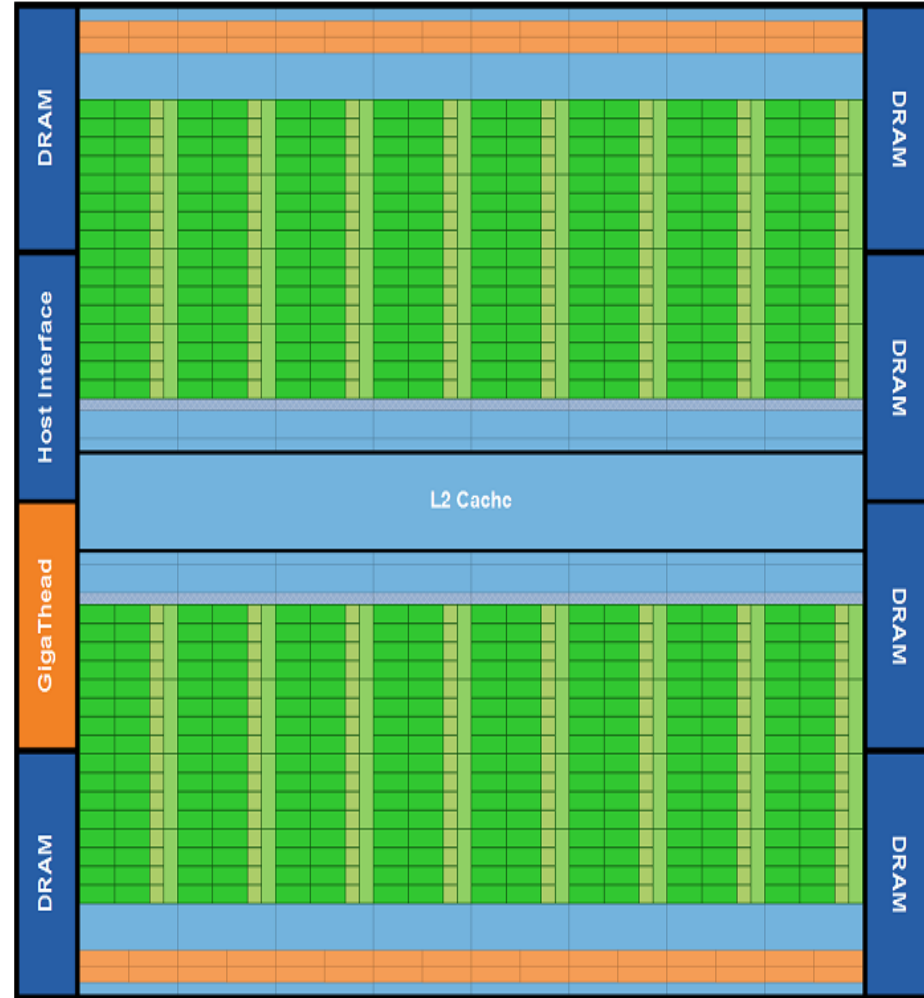 DRAM
Host Interface
GigaThead
DRAM
L2 Cache
DRAM
DRAM
DRAM
DRAM